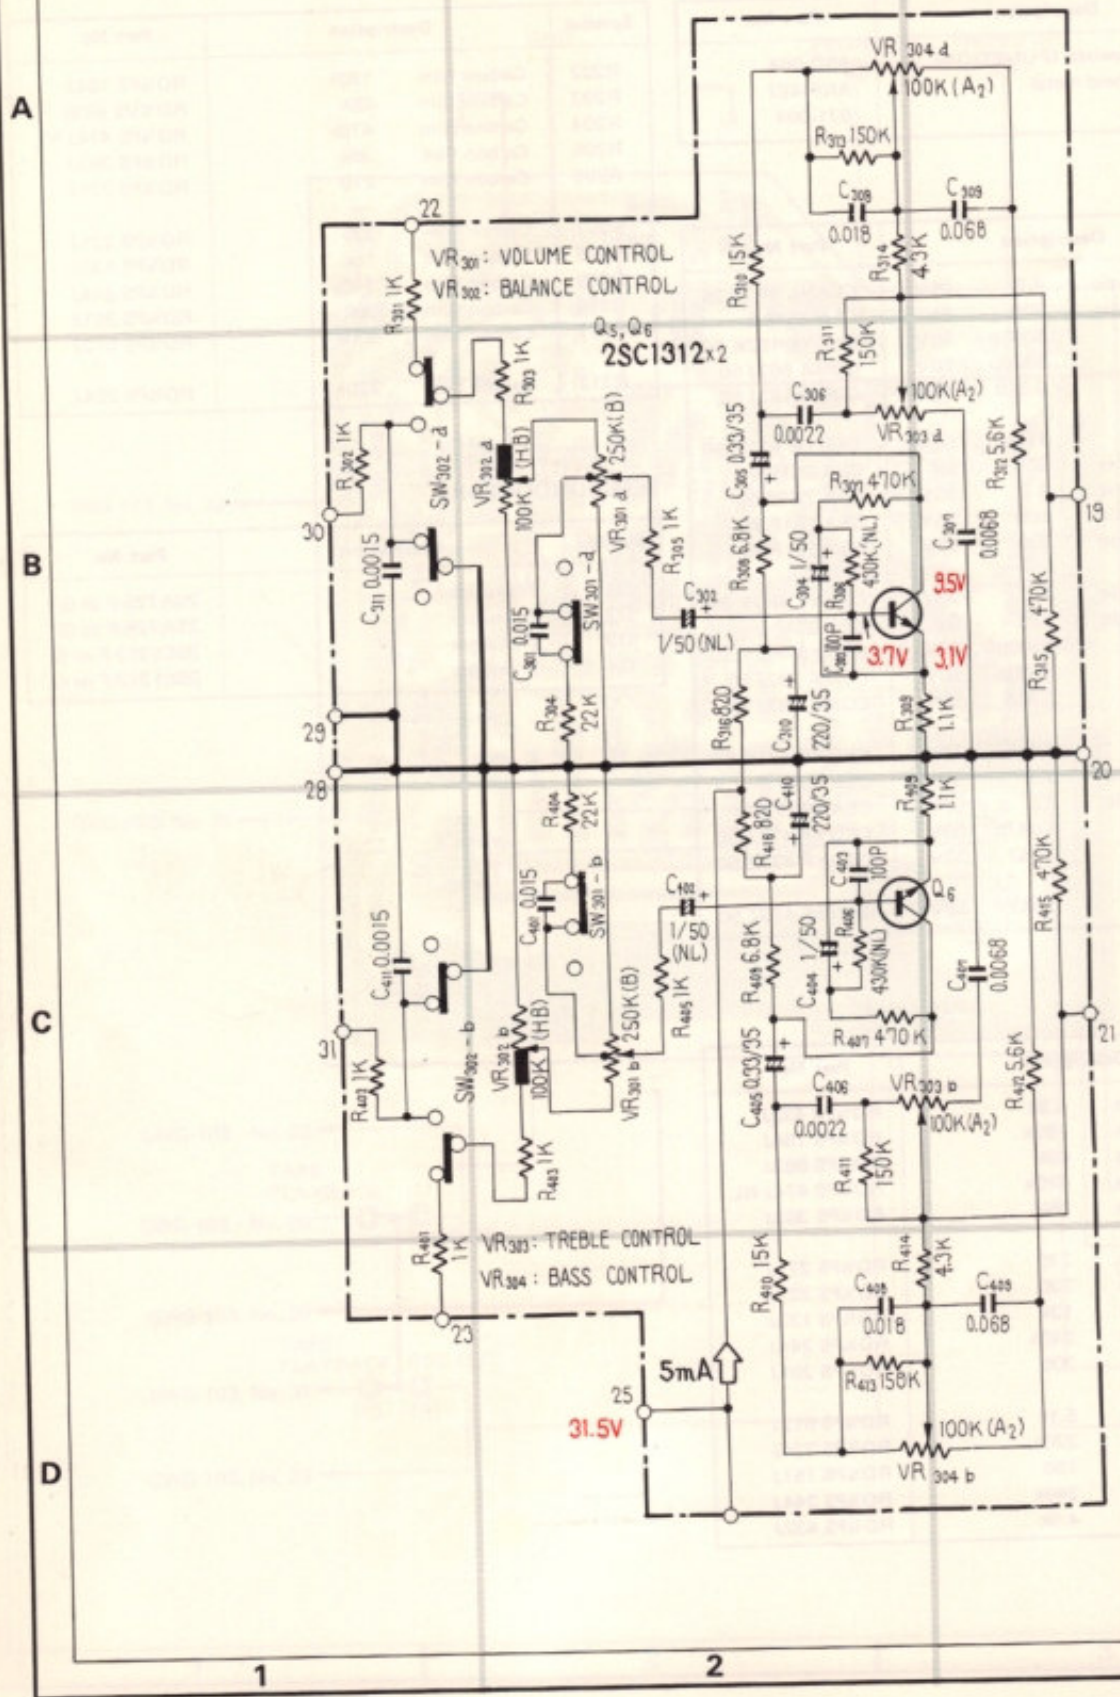 A
B
C
D
1
2
VR304 a
100K(A2)
R313 150K
C308
0.018
C309
0.068
R314
4.3K
R310 15K
22
VR301: VOLUME CONTROL
VR302: BALANCE CONTROL
R301 1K
Q5, Q6
2SC1312×2
R303 1K
R311
150K
100K(A2)
VR303 a
C306
0.0022
C305 0.33/35
R312 5.6K
R302 1K
SW302-a
VR302 a
(H.B)
100K
250K(B)
VR301 a
R307 470K
C307
0.0068
19
30
R305 1K
R308 6.8K
C304 1/50
R306
430K(NL)
9.5V
C311 0.0015
C301
0.015
SW301-a
C302
1/50(NL)
100P
3.7V
3.1V
470K
R315
R304
22K
R316 820
C310
220/35
R309
1.1K
29
28
20
R404
22K
R416 820
C410
220/35
R409
1.1K
C401 0.015
SW301-b
C402
1/50
(NL)
C403
100P
Q6
R406
430K(NL)
C404
1/50
R415 470K
C411 0.0015
R408 6.8K
C407
0.0068
31
R402 1K
SW302-b
VR302 b
(H.B)
100K
250K(B)
VR301 b
R405 1K
R407 470K
21
C405 0.33/35
C406
0.0022
VR303 b
100K(A2)
R412 5.6K
R411
150K
R403 1K
R401
1K
VR303: TREBLE CONTROL
VR304: BASS CONTROL
23
R410 15K
R414
4.3K
C408
0.018
0.068
R413 150K
5mA
25
31.5V
100K(A2)
VR304 b